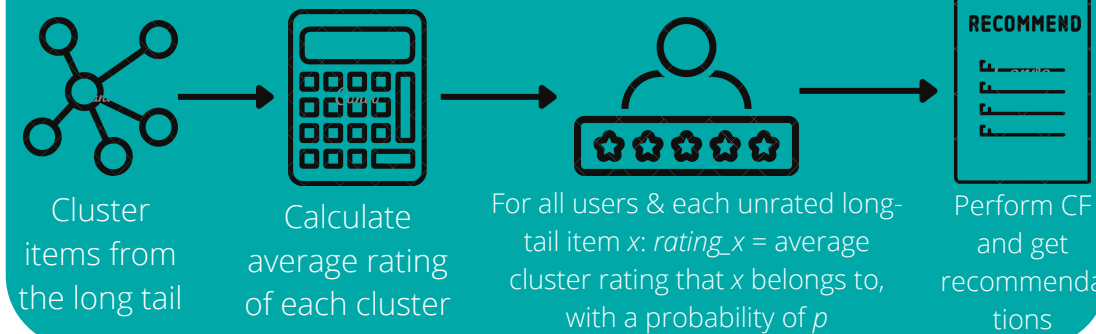 RECOMMEND
Cluster
items from
the long tail
Calculate
average rating
of each cluster
For all users & each unrated long-
tail item x: rating_x = average
cluster rating that x belongs to,
with a probability of p
Perform CF
and get
recommenda
tions